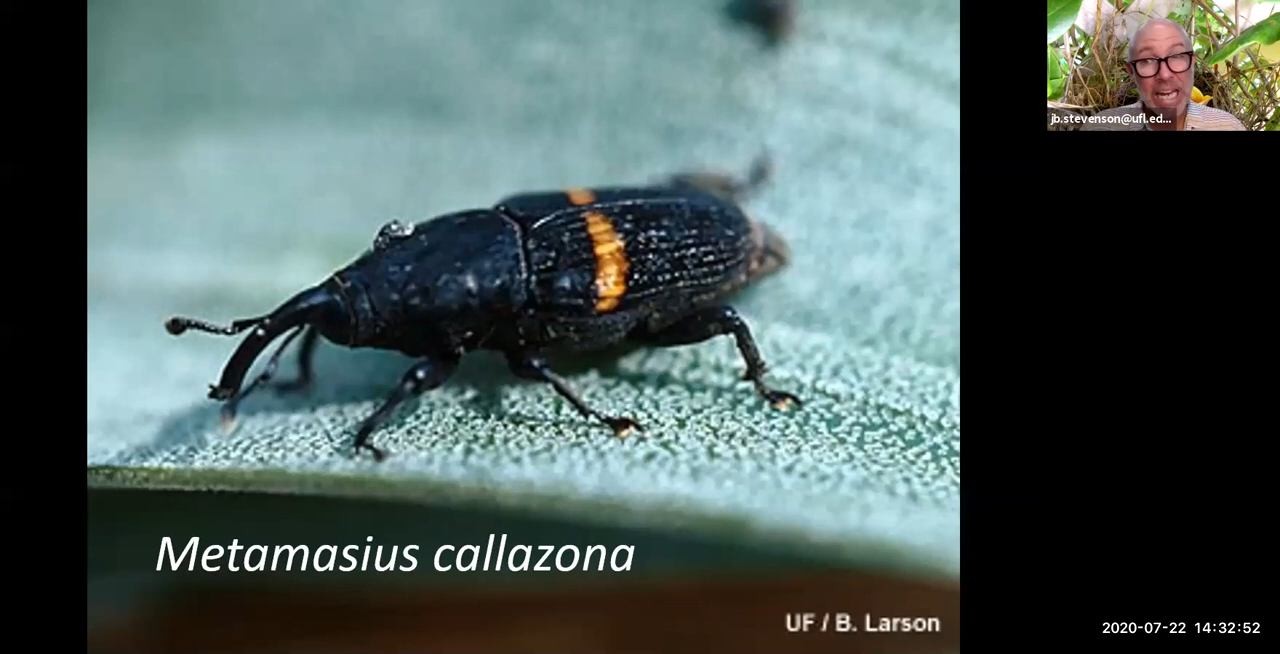 jb.stevenson@ufl.ed...
Metamasius callazona
UF / B. Larson
2020-07-22 14:32:52